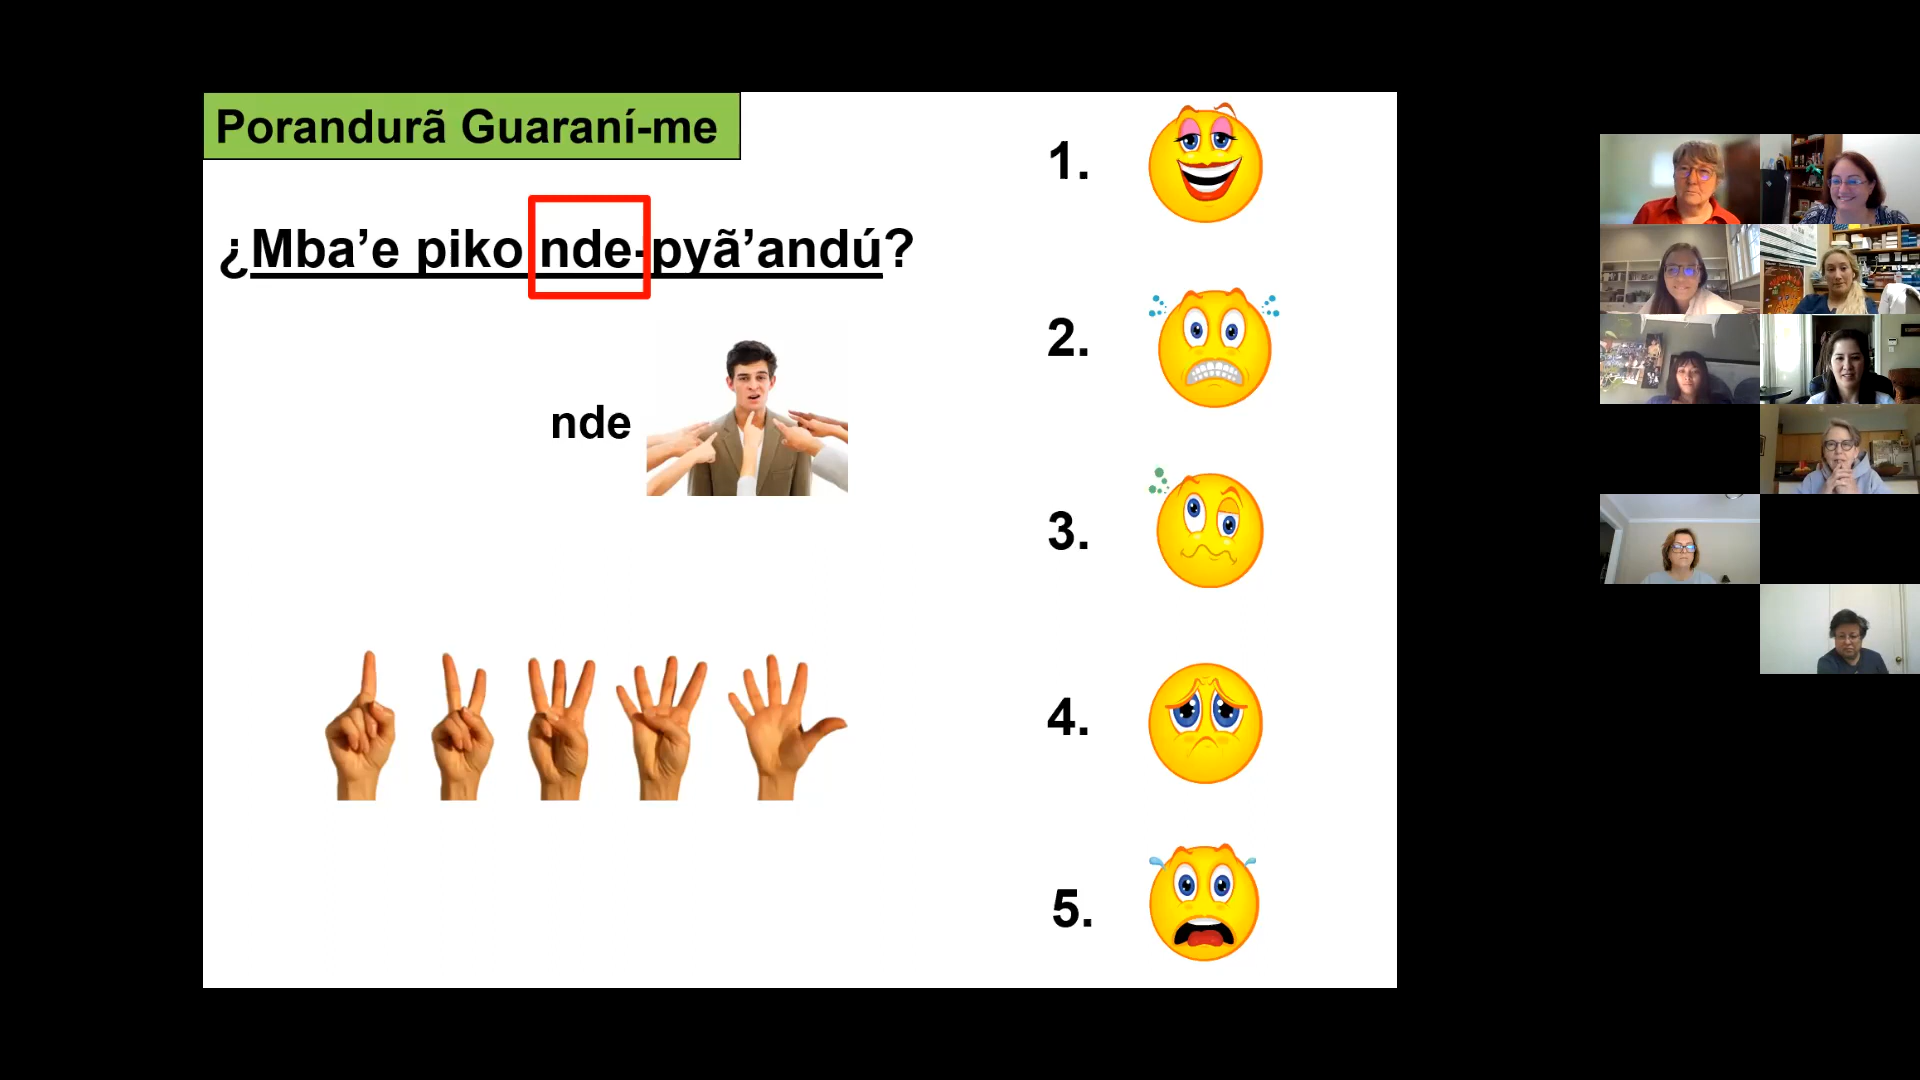 Porandurã Guaraní-me
¿Mba’e piko nde-pyã’andú?
nde
1.
2.
3.
4.
5.